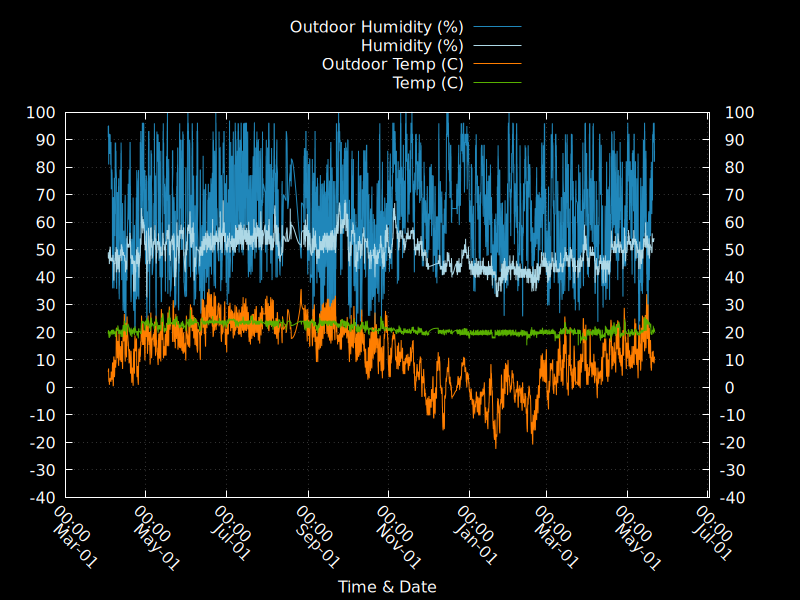 Outdoor Humidity (%)
Humidity (%)
Outdoor Temp (C)
Temp (C)
100 100
90 90
80 80
70 70
60 60
50 50
40 40
30 30
20 20
10 10
0 0
-10 -10
-20 -20
-30 -30
-40 -40
00:00 00:00 00:00 00:00 00:00 00:00 00:00 00:00 00:00
Mar-01 May-01 Jul-01 Sep-01 Nov-01 Jan-01 Mar-01 May-01 Jul-01
Time & Date